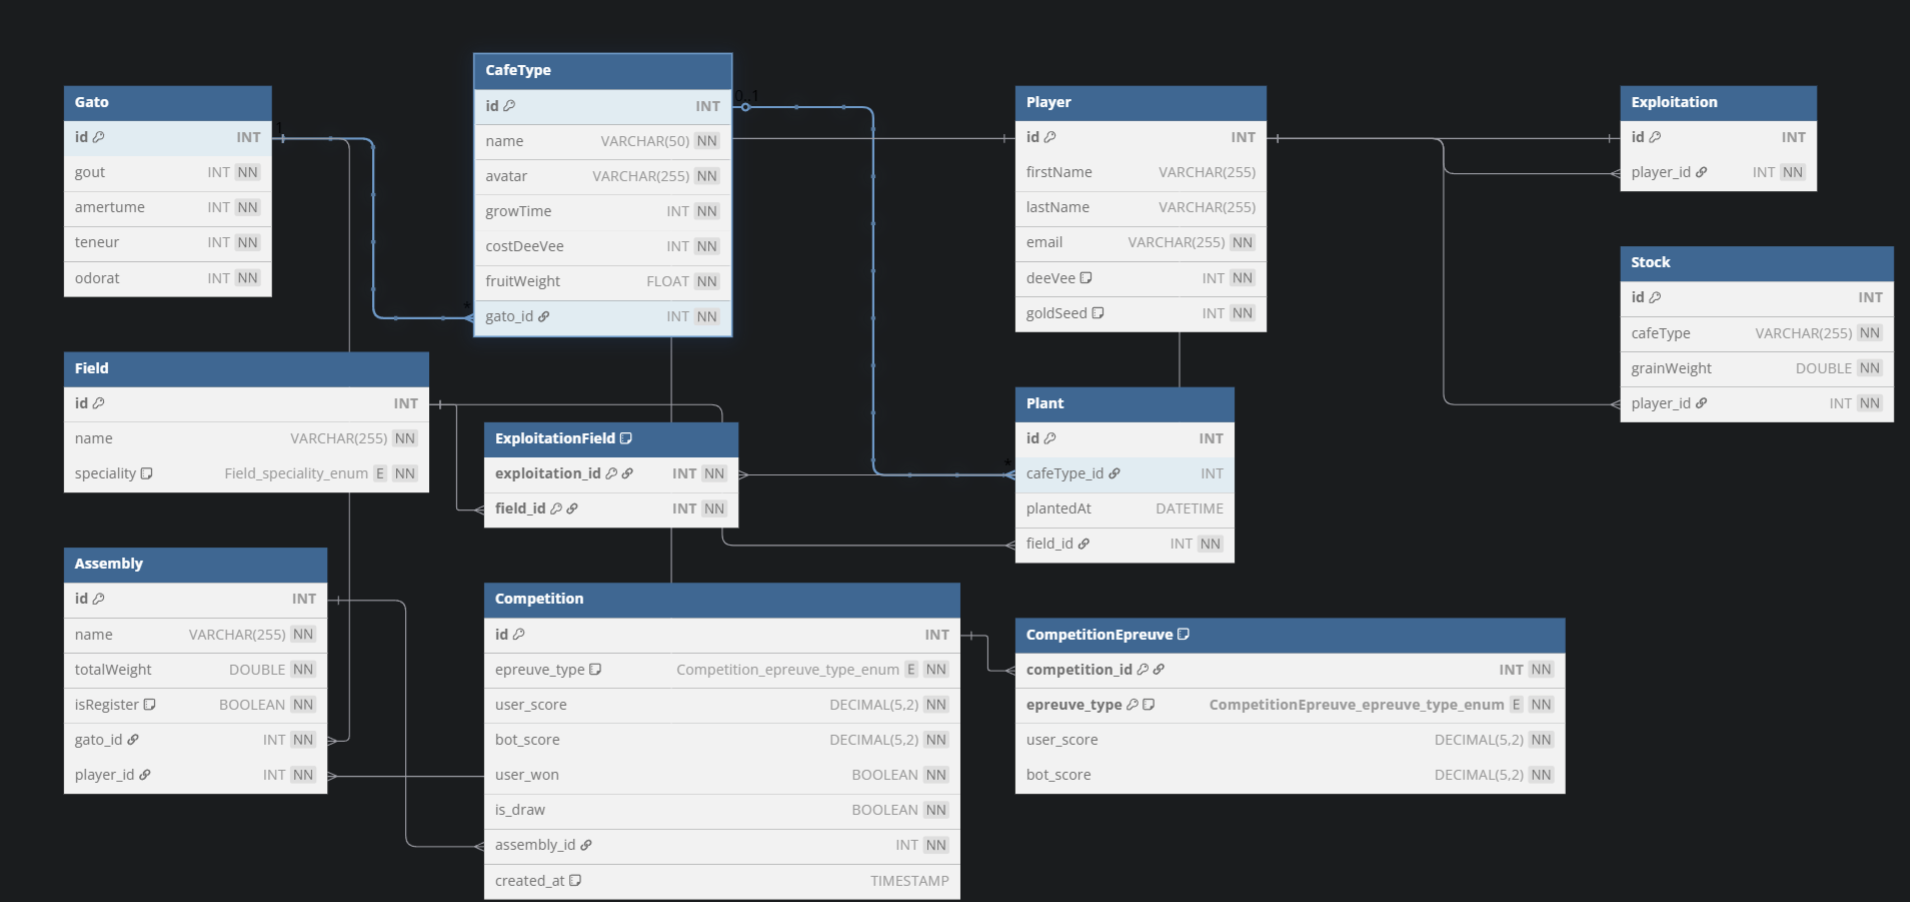 Gato
id INT
gout INT NN
amertume INT NN
teneur INT NN
odorat INT NN
1
CafeType
id INT
name VARCHAR(50) NN
avatar VARCHAR(255) NN
growTime INT NN
costDeeVee INT NN
fruitWeight FLOAT NN
gato_id INT NN
*
0..1
Player
id INT
firstName VARCHAR(255)
lastName VARCHAR(255)
email VARCHAR(255) NN
deeVee INT NN
goldSeed INT NN
Exploitation
id INT
player_id INT NN
Stock
id INT
cafeType VARCHAR(255) NN
grainWeight DOUBLE NN
player_id INT NN
Field
id INT
name VARCHAR(255) NN
speciality Field_speciality_enum E NN
ExploitationField
exploitation_id INT NN
field_id INT NN
Plant
id INT
*
cafeType_id INT
plantedAt DATETIME
field_id INT NN
Assembly
id INT
name VARCHAR(255) NN
totalWeight DOUBLE NN
isRegister BOOLEAN NN
gato_id INT NN
player_id INT NN
Competition
id INT
epreuve_type Competition_epreuve_type_enum E NN
user_score DECIMAL(5,2) NN
bot_score DECIMAL(5,2) NN
user_won BOOLEAN NN
is_draw BOOLEAN NN
assembly_id INT NN
created_at TIMESTAMP
CompetitionEpreuve
competition_id INT NN
epreuve_type CompetitionEpreuve_epreuve_type_enum E NN
user_score DECIMAL(5,2) NN
bot_score DECIMAL(5,2) NN